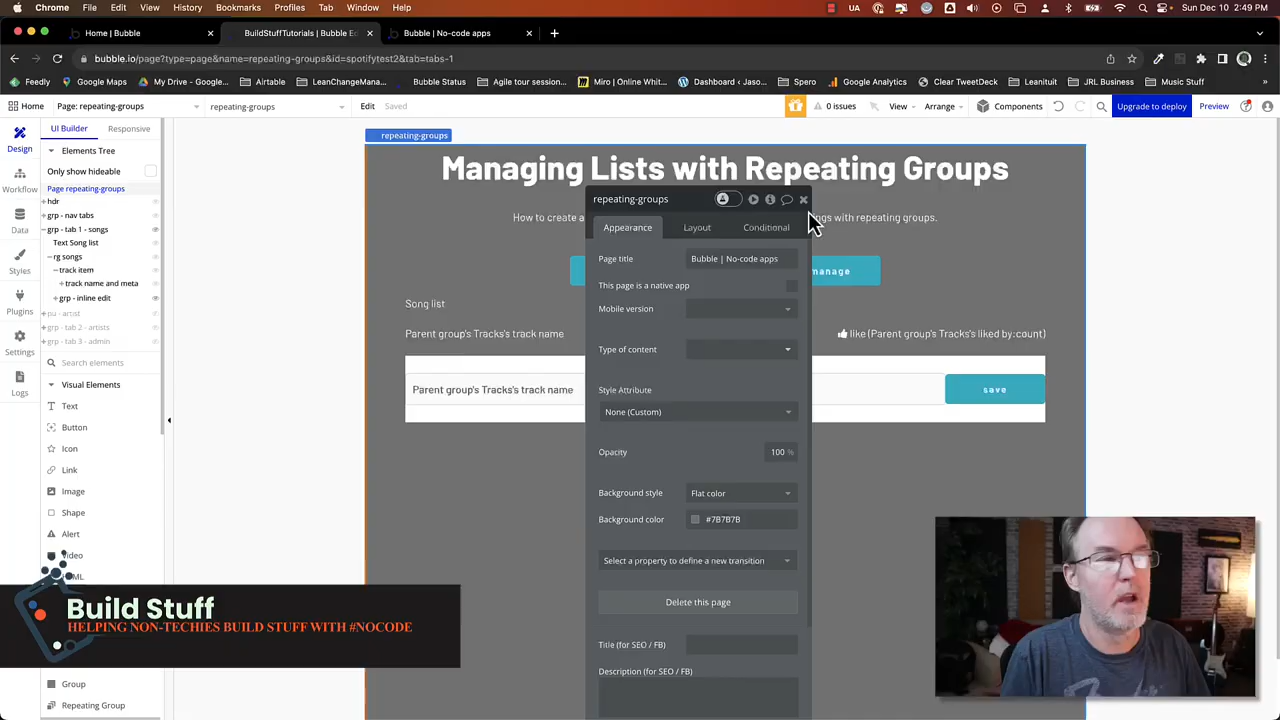 Chrome File Edit View History Bookmarks Profiles Tab Window Help
UA Sun Dec 10 2:49 PM
Home | Bubble
BuildStuffTutorials | Bubble Ed
Bubble | No-code apps
bubble.io/page?type=page&name=repeating-groups&id=spotifytest2&tab=tabs-1
Feedly Google Maps My Drive - Google... Airtable LeanChangeMana... Bubble Status Agile tour session... Miro | Online Whit... Dashboard ‹ Jaso... Spero Google Analytics Clear TweetDeck Leanituit JRL Business Music Stuff
Home Page: repeating-groups repeating-groups Edit Saved 0 issues View Arrange Components Upgrade to deploy Preview
Design
Workflow
Data
Styles
Plugins
Settings
Logs
UI Builder Responsive
Elements Tree
Only show hideable
Page repeating-groups
hdr
+grp - nav tabs
-grp - tab 1 - songs
Text Song list
-rg songs
-track item
+track name and meta
+grp - inline edit
+pu - artist
+grp - tab 2 - artists
+grp - tab 3 - admin
Search elements
Visual Elements
Text
Button
Icon
Link
Image
Shape
Alert
Video
Group
Repeating Group
repeating-groups
Managing Lists with Repeating Groups
How to create a
ngs with repeating groups.
manage
Song list
Parent group's Tracks's track name
like (Parent group's Tracks's liked by:count)
Parent group's Tracks's track name
save
repeating-groups
Appearance Layout Conditional
Page title Bubble | No-code apps
This page is a native app
Mobile version
Type of content
Style Attribute
None (Custom)
Opacity 100 %
Background style Flat color
Background color #7B7B7B
Select a property to define a new transition
Delete this page
Title (for SEO / FB)
Description (for SEO / FB)
Build Stuff
HELPING NON-TECHIES BUILD STUFF WITH #NOCODE